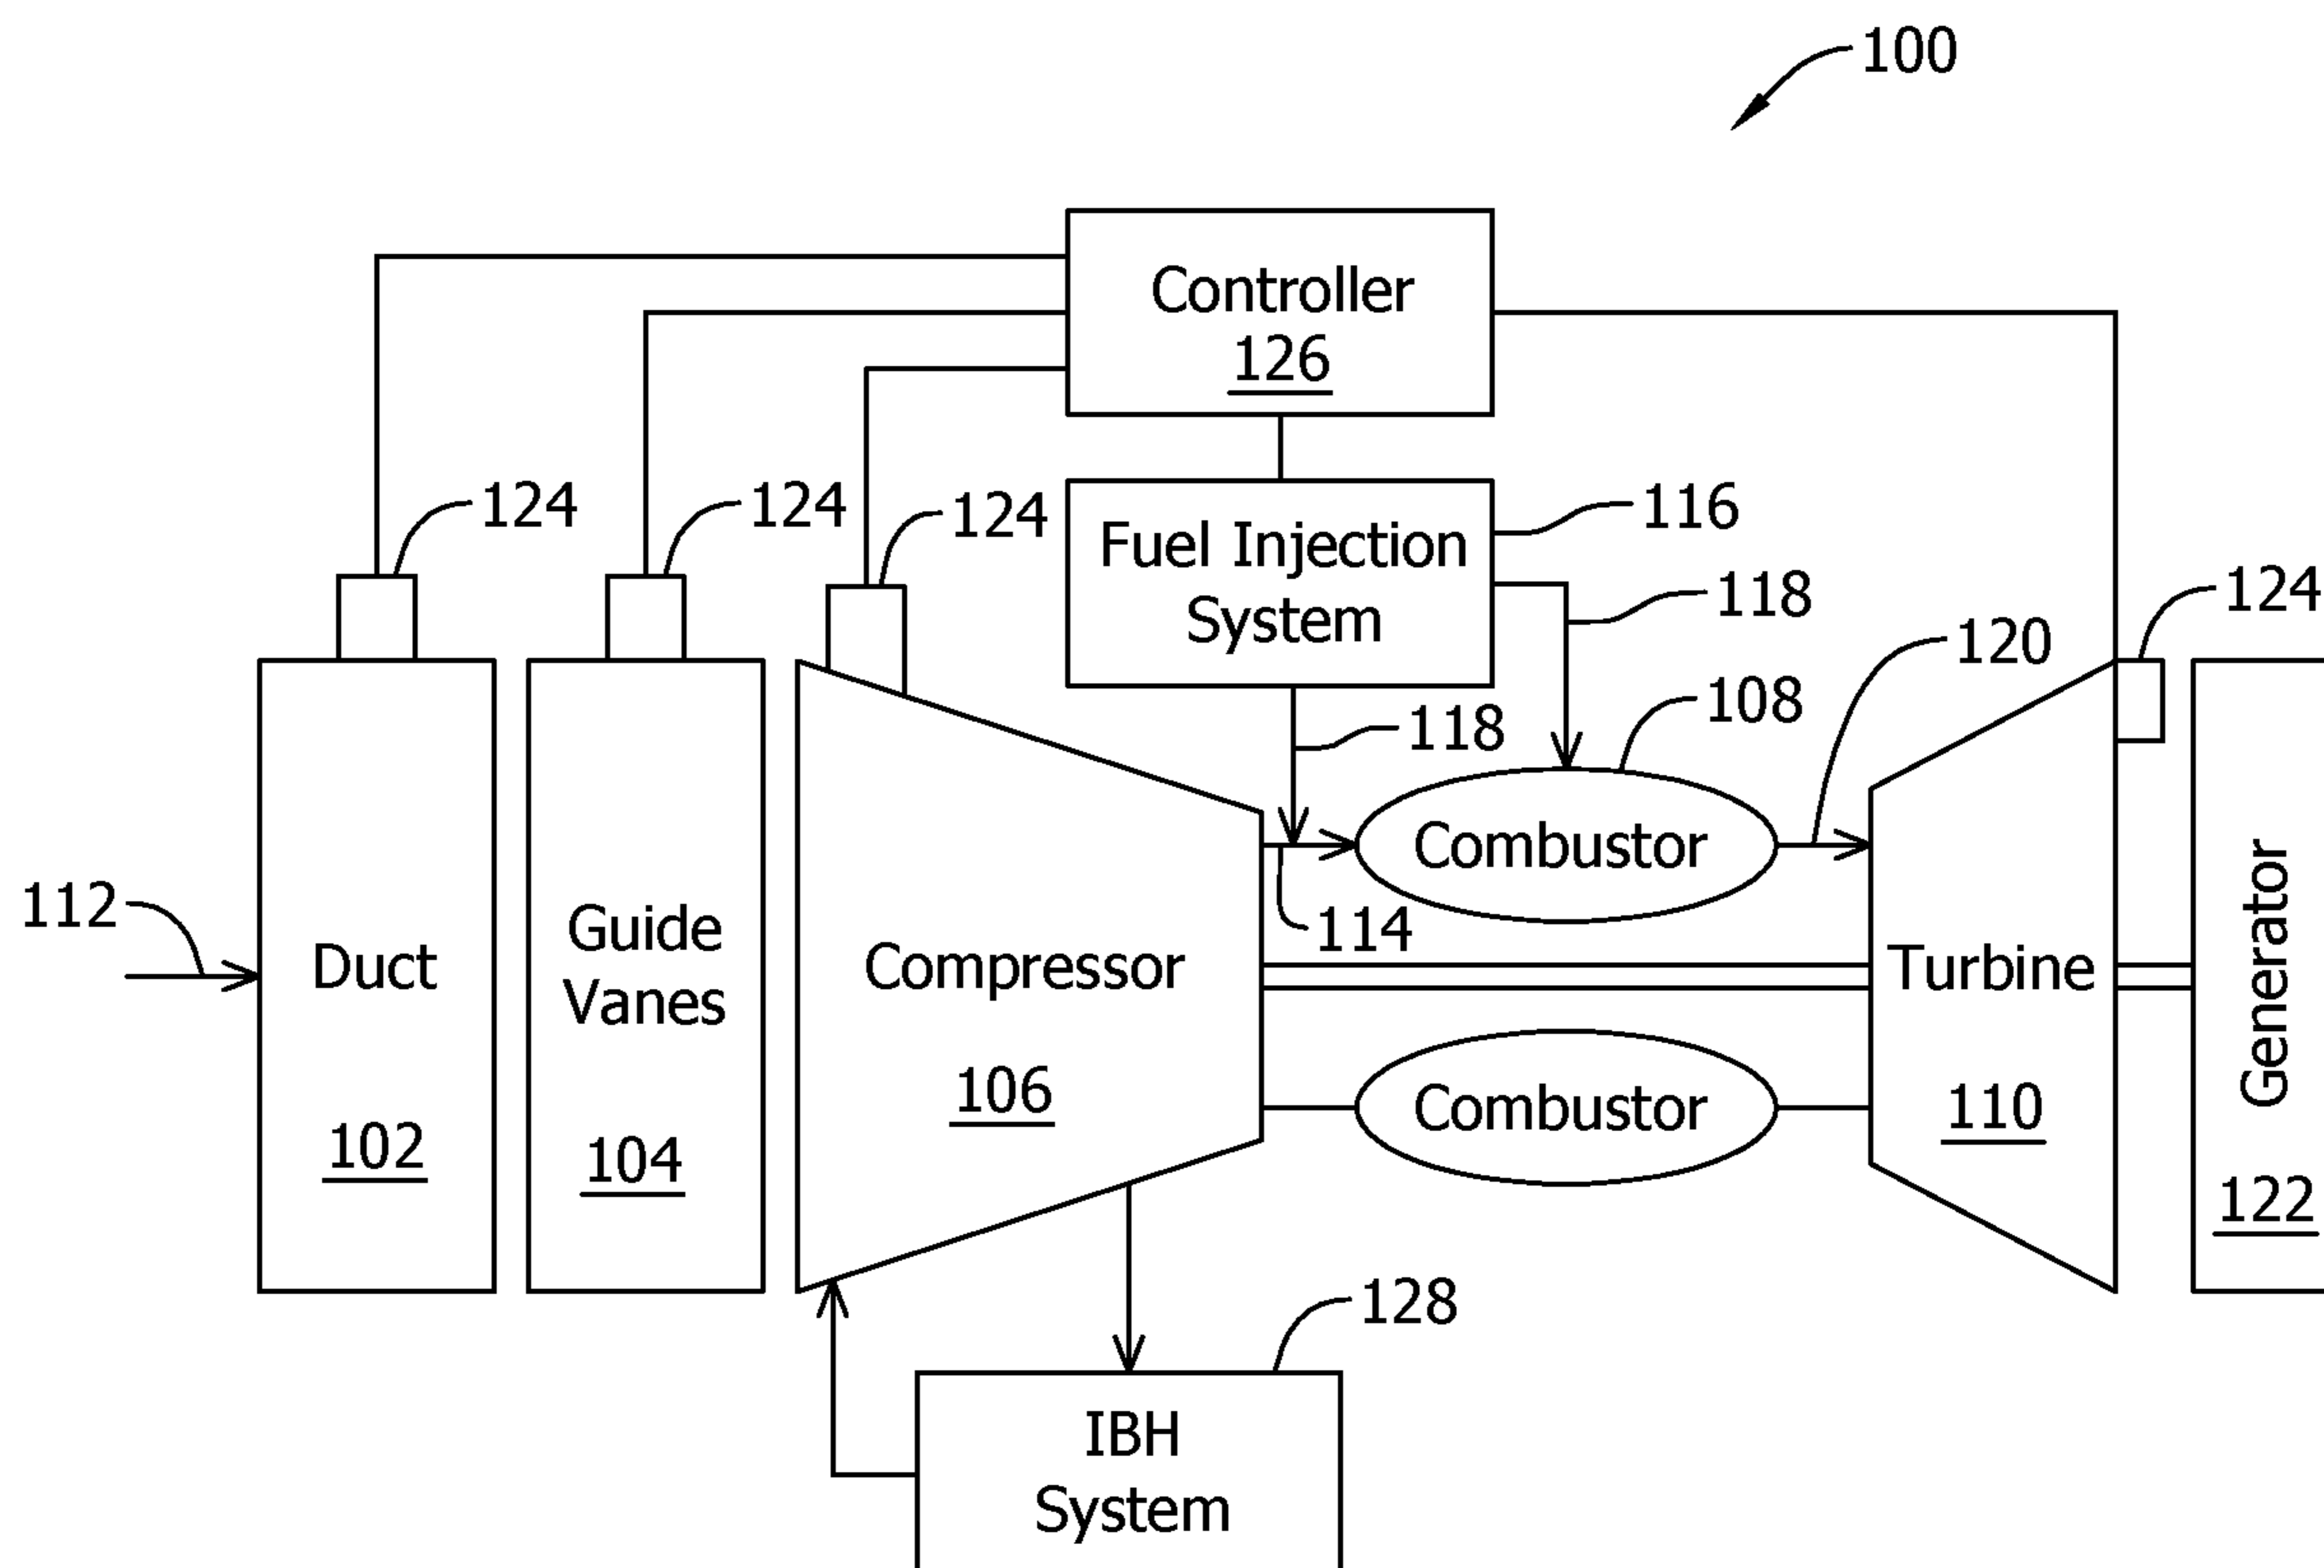 100
Controller
126
124
124
124
Fuel Injection
System
116
118
124
120
108
118
Combustor
112
Duct
102
Guide
Vanes
104
Compressor
106
114
Turbine
110
Generator
122
Combustor
128
IBH
System